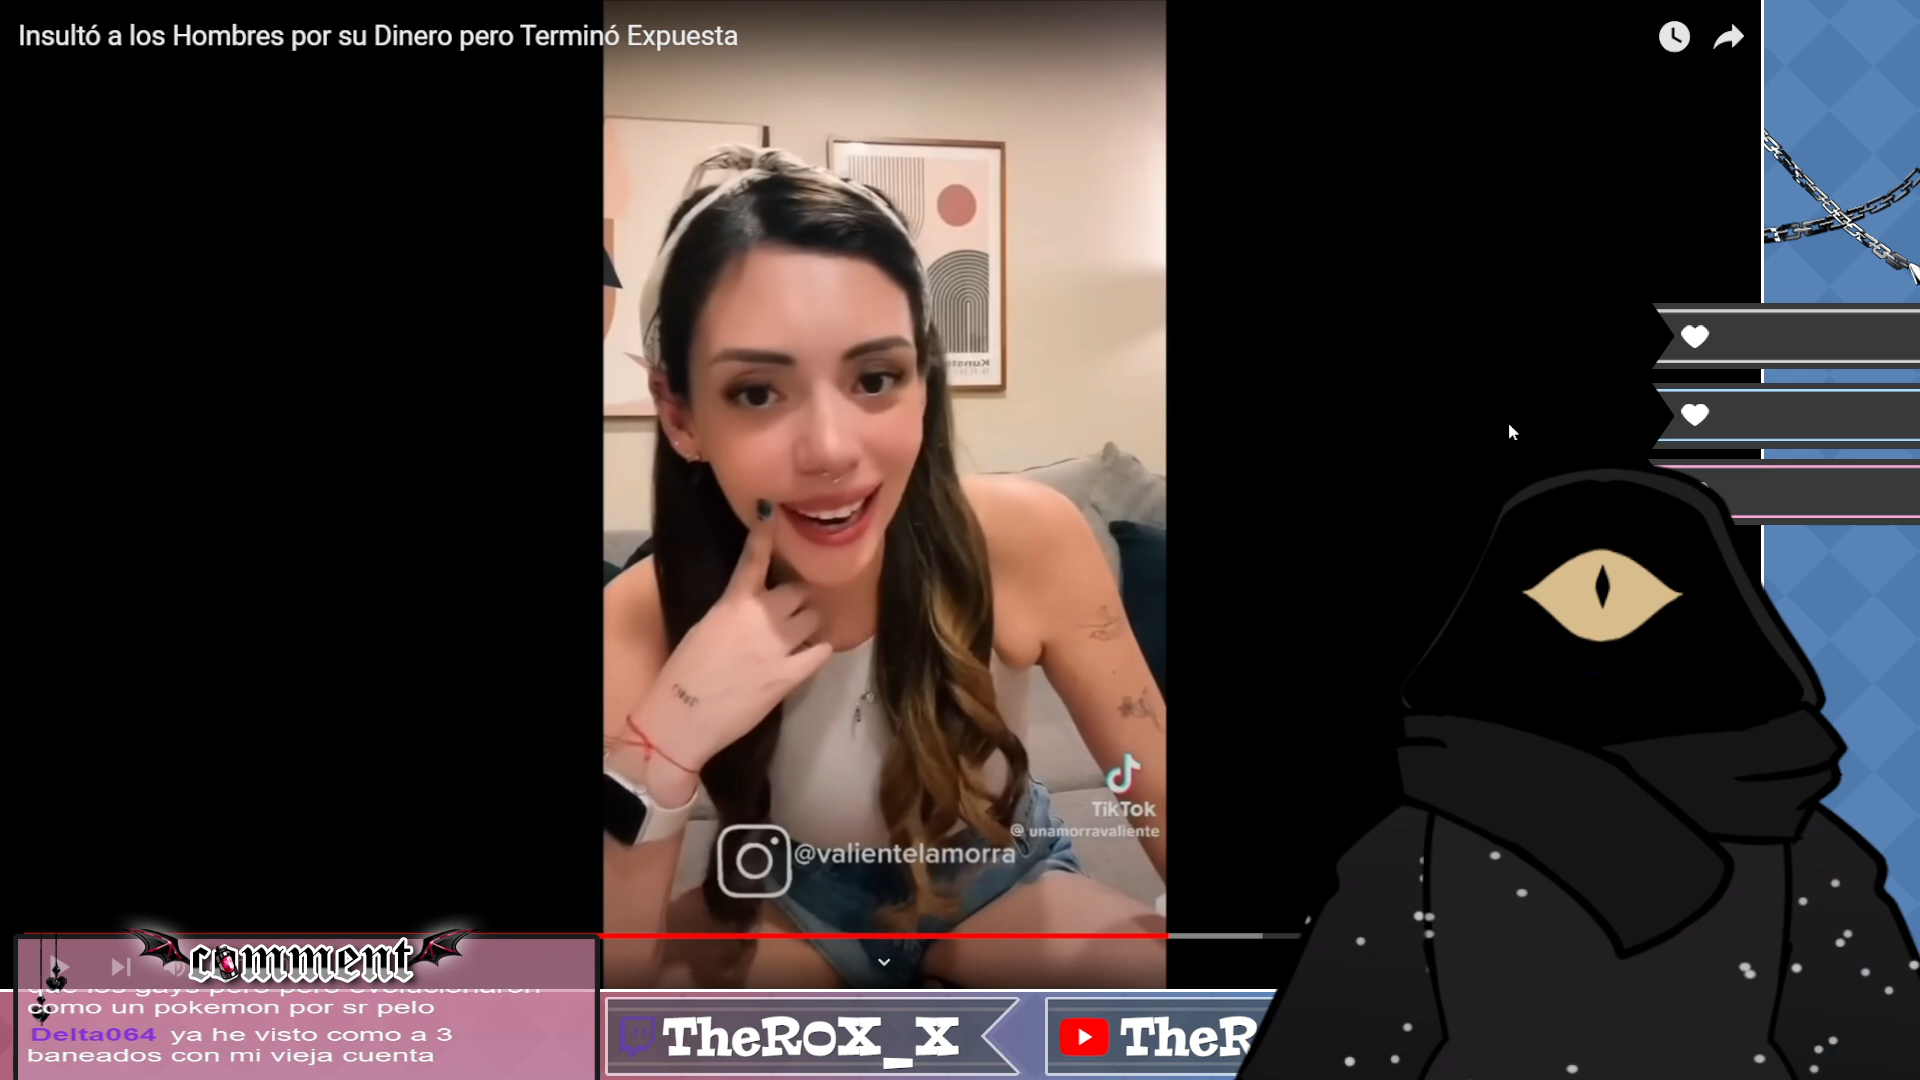 Insultó a los Hombres por su Dinero pero Terminó Expuesta
Kunst
TikTok
@unamorravaliente
@valientelamorra
comment
como un pokemon por sr pelo
Delta064 ya he visto como a 3
baneados con mi vieja cuenta
TheROX_X
TheR